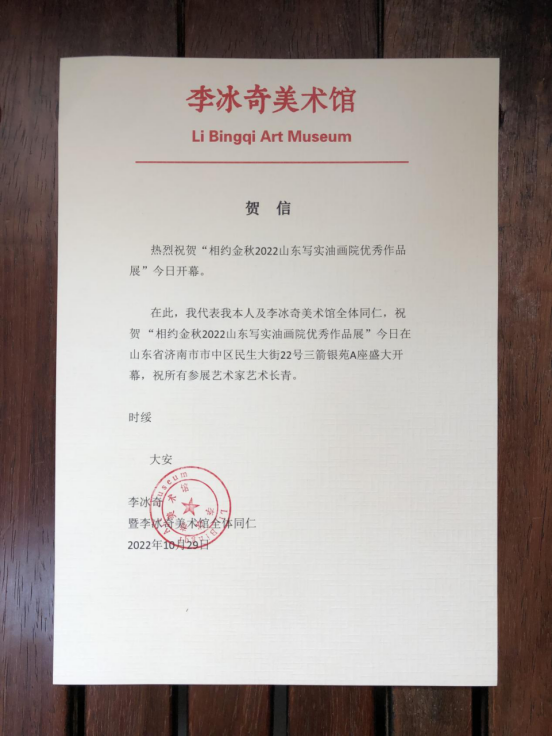 李冰奇美术馆
Li Bingqi Art Museum
贺 信
热烈祝贺“相约金秋2022山东写实油画院优秀作品
展”今日开幕。
在此，我代表我本人及李冰奇美术馆全体同仁，祝
贺 “相约金秋2022山东写实油画院优秀作品展”今日在
山东省济南市市中区民生大街22号三箭银苑A座盛大开
幕，祝所有参展艺术家艺术长青。
时绥
大安
李冰奇
暨李冰奇美术馆全体同仁
2022年10月29日